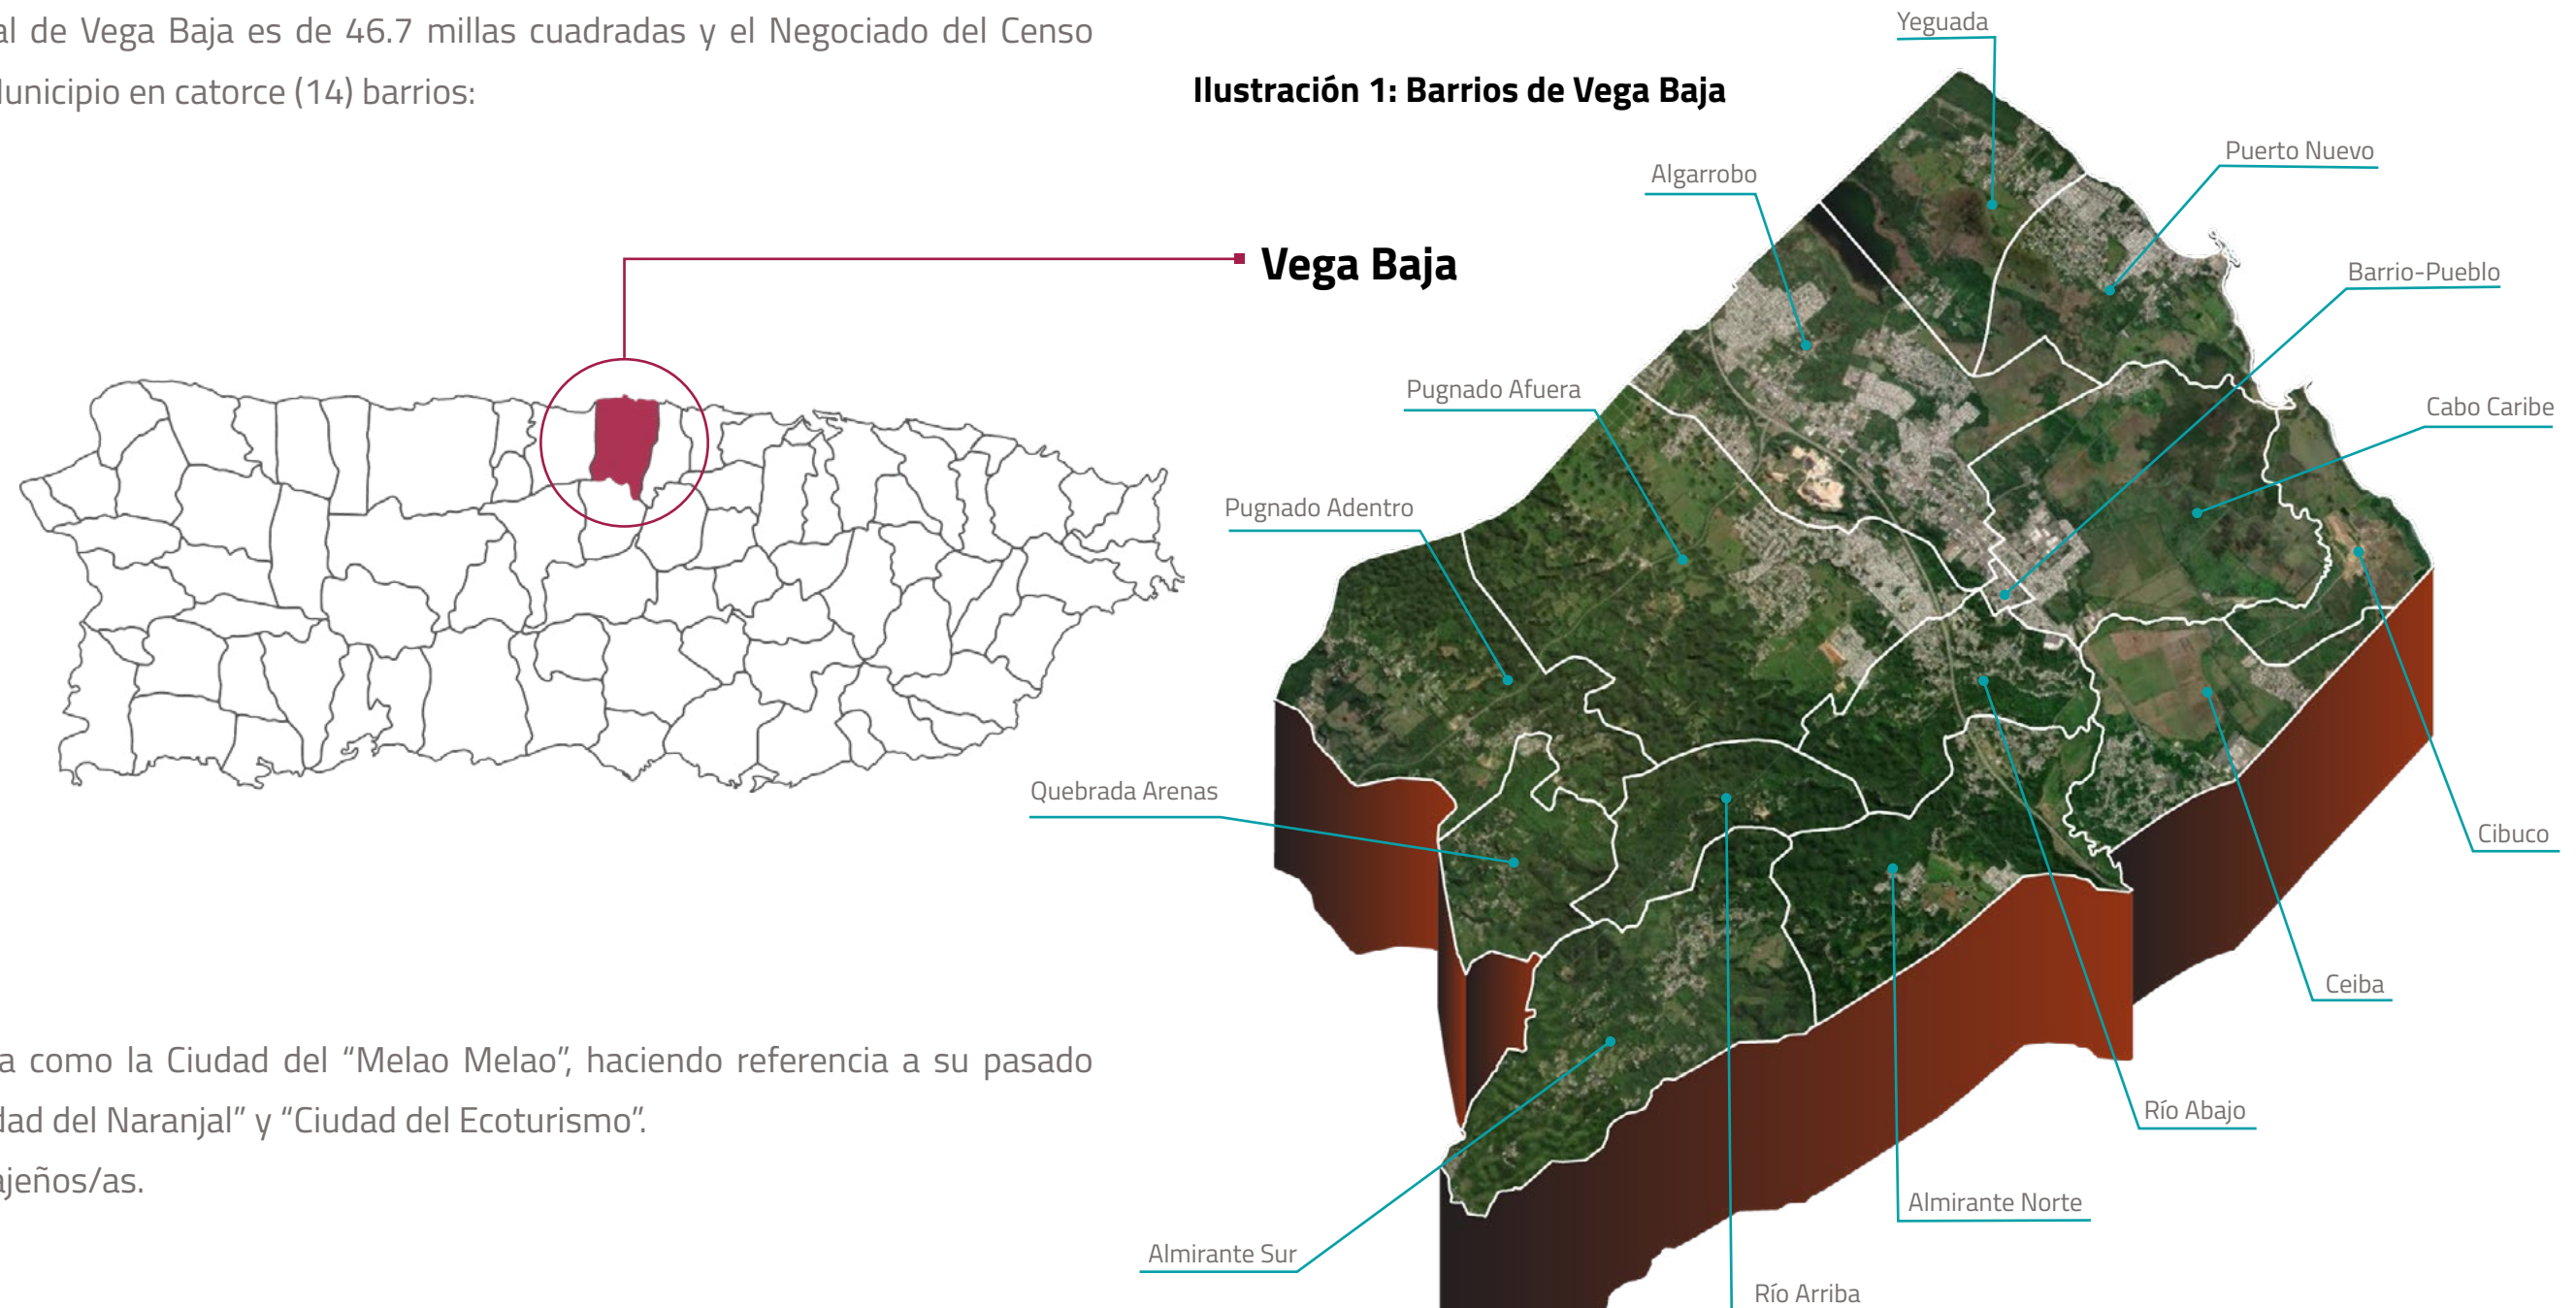 al de Vega Baja es de 46.7 millas cuadradas y el Negociado del Censo
unicipio en catorce (14) barrios:
Ilustración 1: Barrios de Vega Baja
Vega Baja
Yeguada
Puerto Nuevo
Algarrobo
Barrio-Pueblo
Pugnado Afuera
Cabo Caribe
Pugnado Adentro
Quebrada Arenas
Cibuco
Ceiba
Río Abajo
Almirante Norte
Almirante Sur
Río Arriba
a como la Ciudad del “Melao Melao”, haciendo referencia a su pasado
dad del Naranjal” y “Ciudad del Ecoturismo”.
ajeños/as.